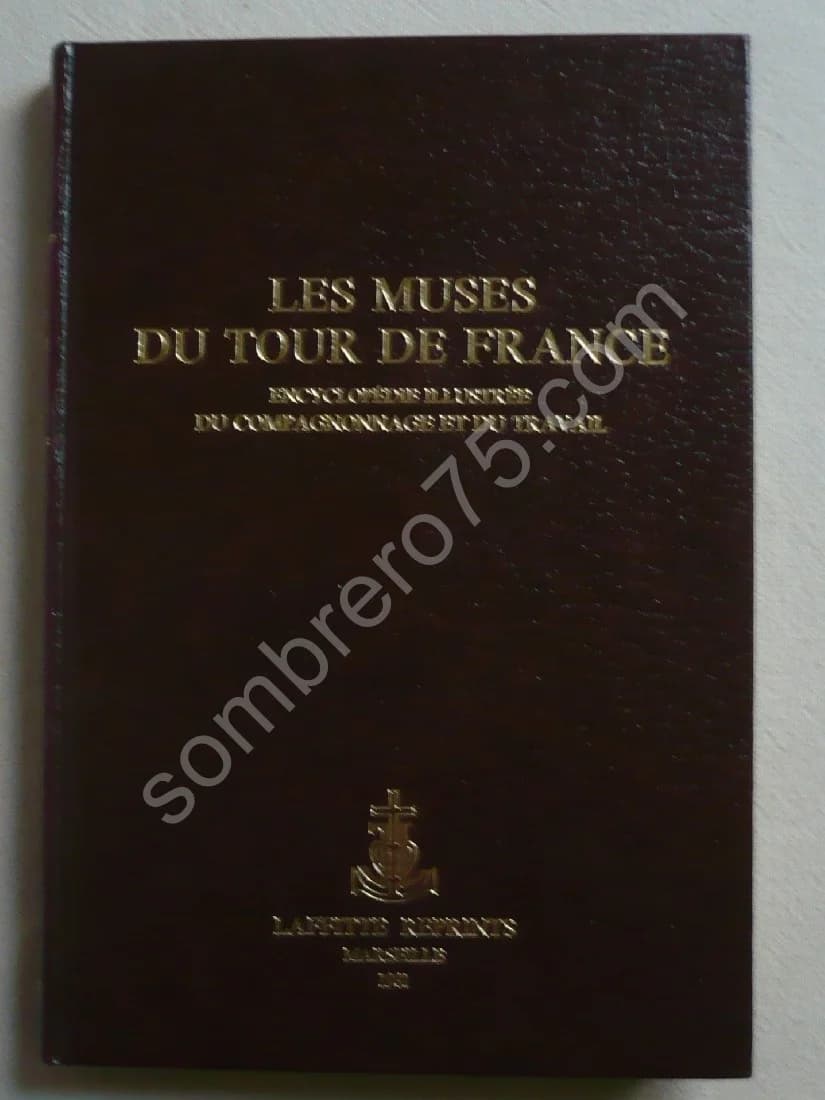 LES MUSES
DU TOUR DE FRANCE
ENCYCLOPÉDIE ILLUSTRÉE
DU COMPAGNONNAGE ET DU TRAVAIL
sombrero75.com
LAFFITTE REPRINTS
MARSEILLE